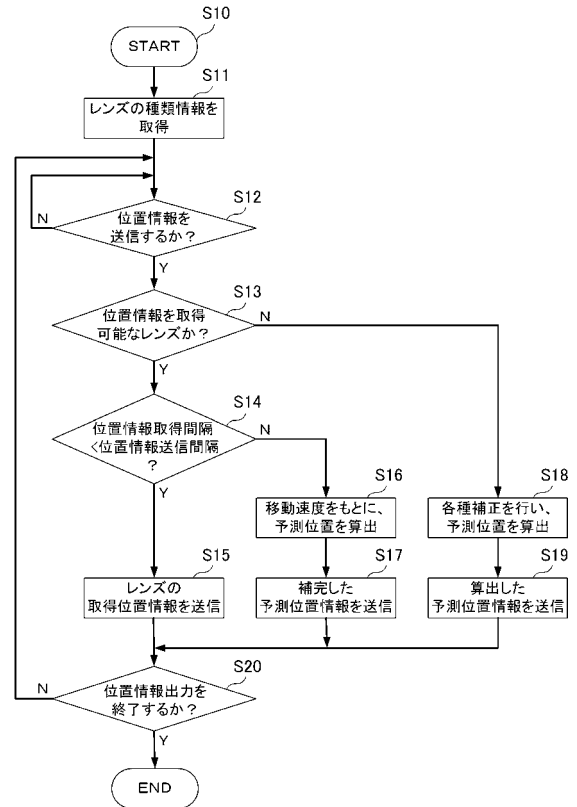 S10
START
S11
レンズの種類情報を
取得
S12
位置情報を
送信するか？
N
Y
S13
位置情報を取得
可能なレンズか？
N
Y
S14
位置情報取得間隔
<位置情報送信間隔
？
N
Y
S16
移動速度をもとに、
予測位置を算出
S18
各種補正を行い、
予測位置を算出
S15
レンズの
取得位置情報を送信
S17
補完した
予測位置情報を送信
S19
算出した
予測位置情報を送信
S20
位置情報出力を
終了するか？
N
Y
END